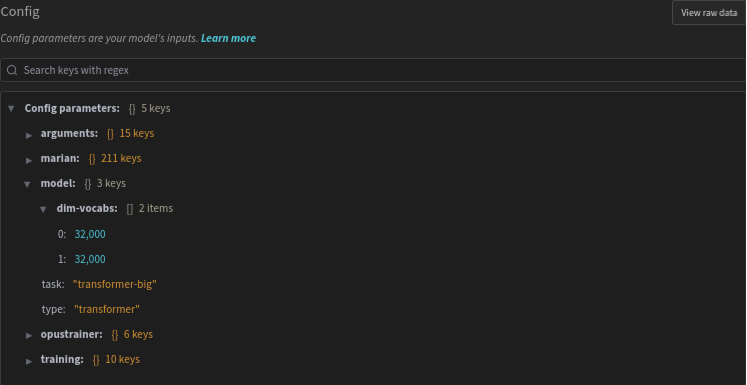 Config
View raw data
Config parameters are your model's inputs. Learn more
Search keys with regex
Config parameters: {} 5 keys
arguments: {} 15 keys
marian: {} 211 keys
model: {} 3 keys
dim-vocabs: [] 2 items
0: 32,000
1: 32,000
task: "transformer-big"
type: "transformer"
opustrainer: {} 6 keys
training: {} 10 keys